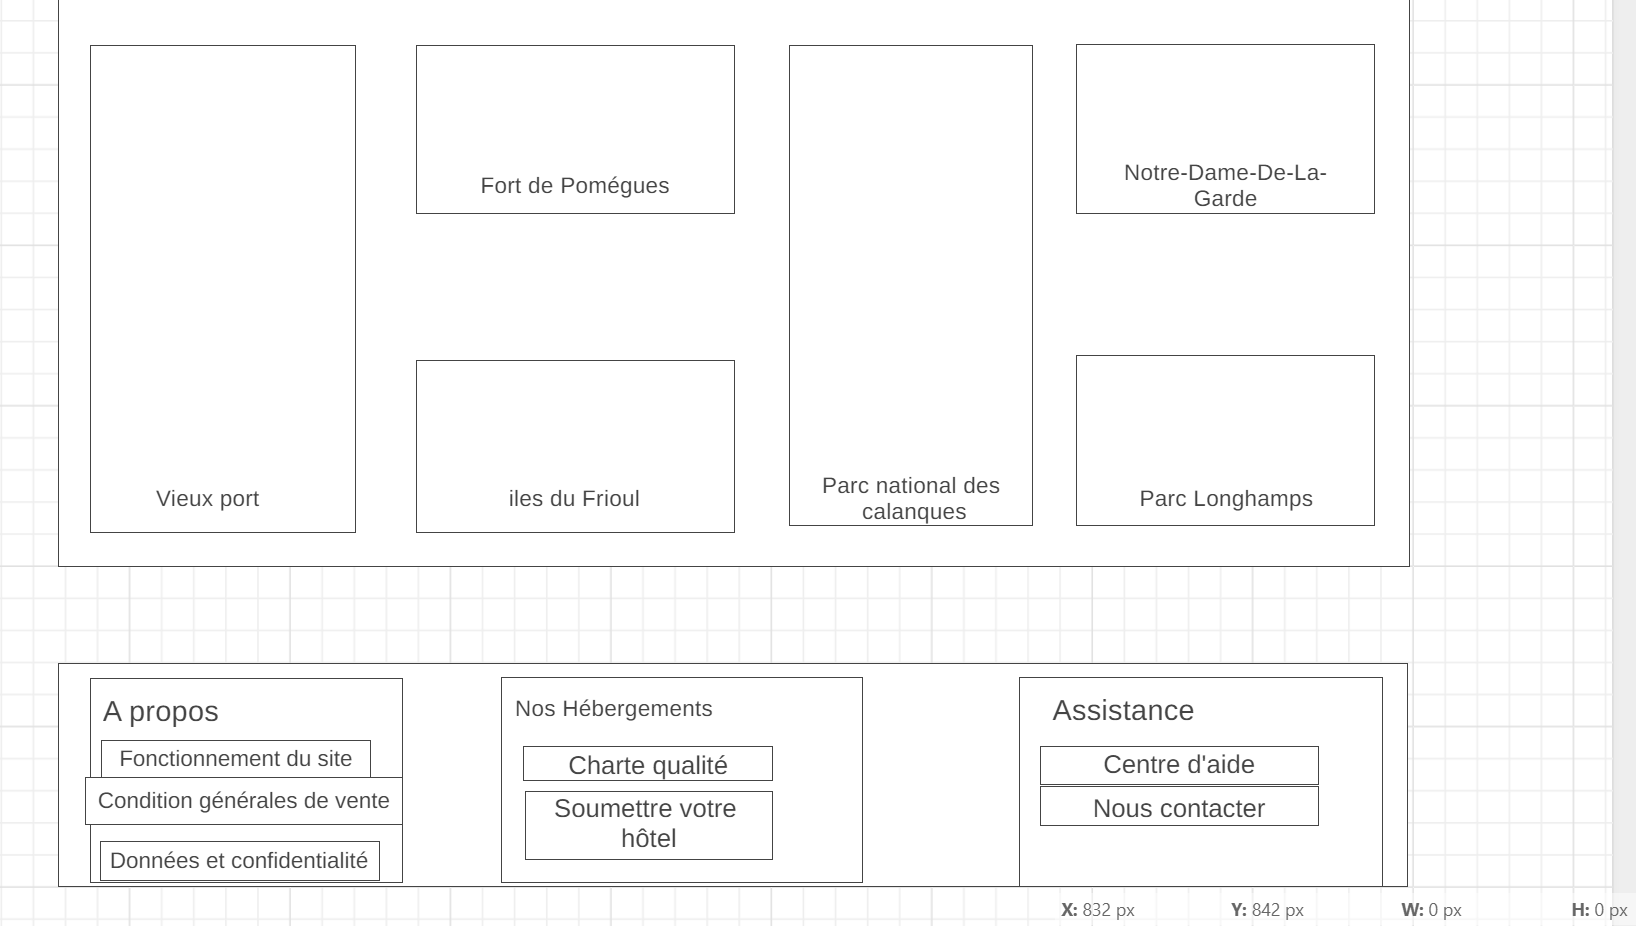 Fort de Pomégues
Notre-Dame-De-La-
Garde
Vieux port
iles du Frioul
Parc national des
calanques
Parc Longhamps
A propos
Fonctionnement du site
Condition générales de vente
Données et confidentialité
Nos Hébergements
Charte qualité
Soumettre votre
hôtel
Assistance
Centre d'aide
Nous contacter
X: 832 px Y: 842 px W: 0 px H: 0 px